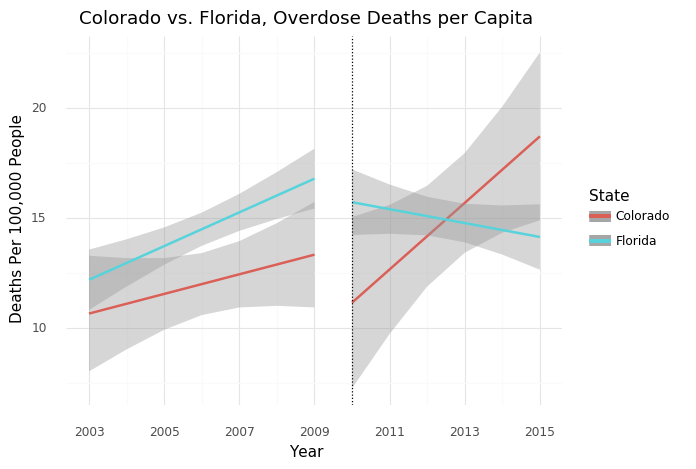 Colorado vs. Florida, Overdose Deaths per Capita
Deaths Per 100,000 People
20
15
10
2003 2005 2007 2009 2011 2013 2015
Year
State
Colorado
Florida